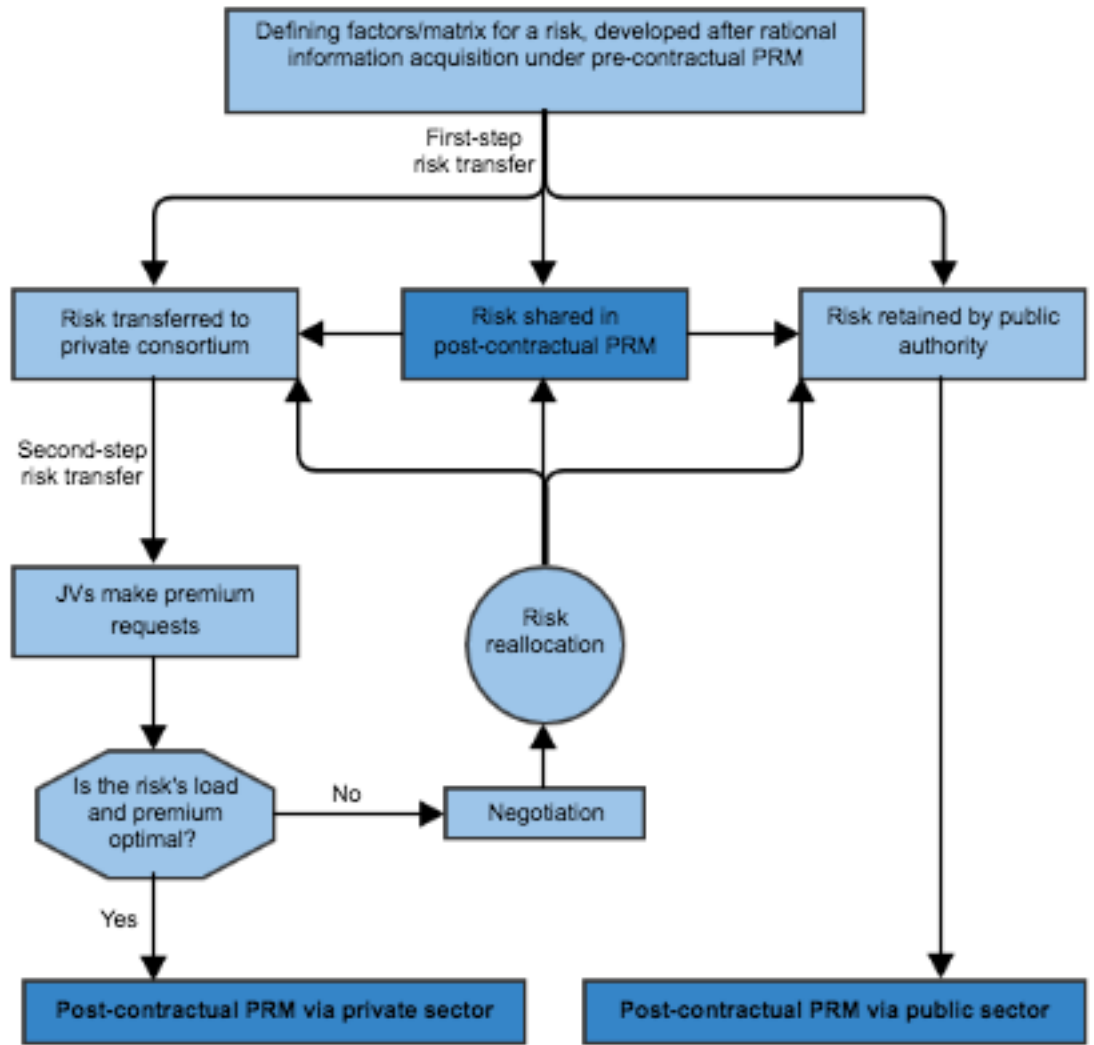 Defining factors/matrix for a risk, developed after rational
information acquisition under pre-contractual PRM
First-step
risk transfer
Risk transferred to
private consortium
Risk shared in
post-contractual PRM
Risk retained by public
authority
Second-step
risk transfer
JVs make premium
requests
Risk
reallocation
Is the risk's load
and premium
optimal?
No
Negotiation
Yes
Post-contractual PRM via private sector
Post-contractual PRM via public sector